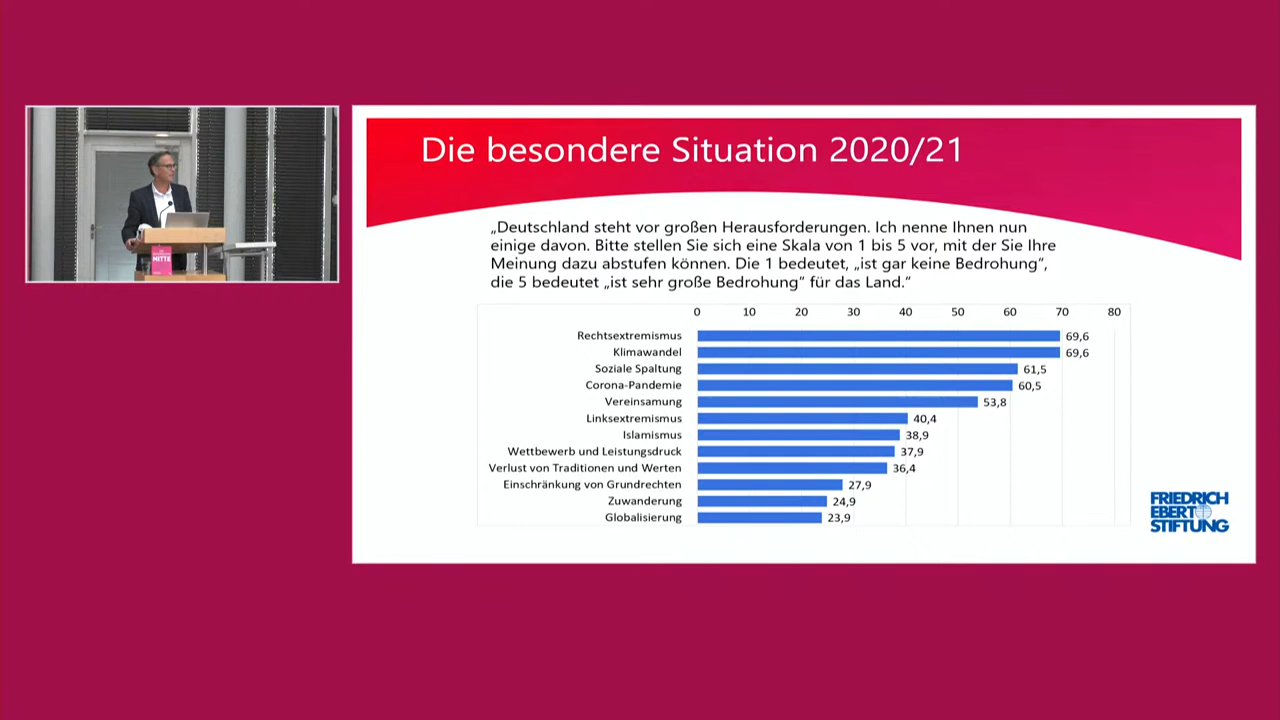 Die besondere Situation 2020/21
„Deutschland steht vor großen Herausforderungen. Ich nenne Ihnen nun
einige davon. Bitte stellen Sie sich eine Skala von 1 bis 5 vor, mit der Sie Ihre
Meinung dazu abstufen können. Die 1 bedeutet, „ist gar keine Bedrohung“,
die 5 bedeutet „ist sehr große Bedrohung“ für das Land.“
0 10 20 30 40 50 60 70 80
Rechtsextremismus 69,6
Klimawandel 69,6
Soziale Spaltung 61,5
Corona-Pandemie 60,5
Vereinsamung 53,8
Linksextremismus 40,4
Islamismus 38,9
Wettbewerb und Leistungsdruck 37,9
Verlust von Traditionen und Werten 36,4
Einschränkung von Grundrechten 27,9
Zuwanderung 24,9
Globalisierung 23,9
FRIEDRICH
EBERT
STIFTUNG
MITTE